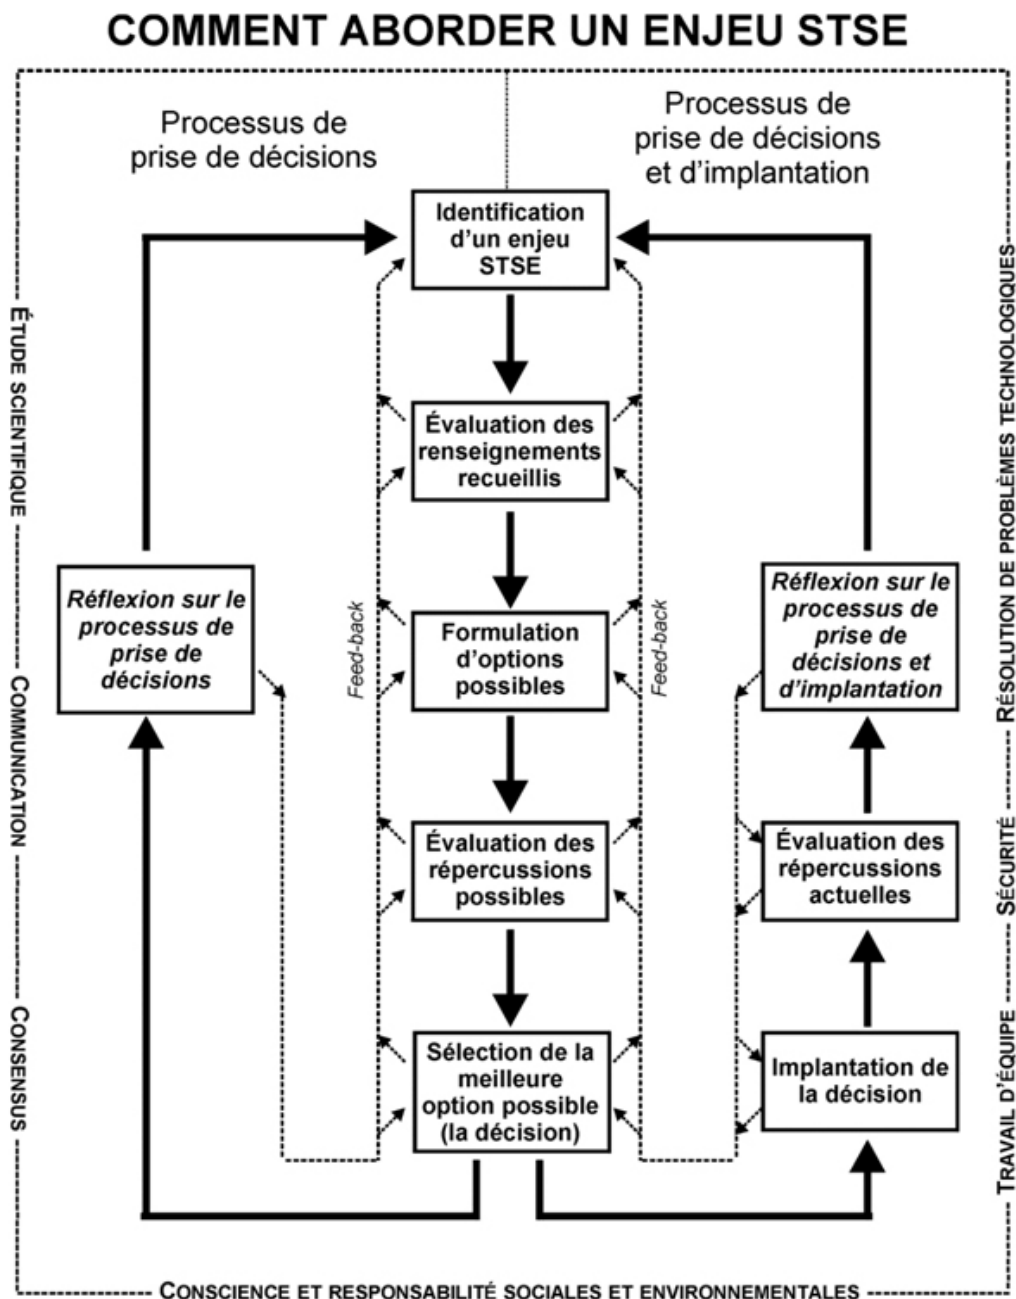 COMMENT ABORDER UN ENJEU STSE
Processus de
prise de décisions
Processus de
prise de décisions
et d'implantation
Identification
d'un enjeu
STSE
Évaluation des
renseignements
recueillis
Formulation
d'options
possibles
Évaluation des
répercussions
possibles
Sélection de la
meilleure
option possible
(la décision)
Réflexion sur le
processus de
prise de
décisions
Feed-back
Feed-back
Réflexion sur le
processus de
prise de
décisions et
d'implantation
Évaluation des
répercussions
actuelles
Implantation de
la décision
ÉTUDE SCIENTIFIQUE
COMMUNICATION
CONSENSUS
RÉSOLUTION DE PROBLÈMES TECHNOLOGIQUES
SÉCURITÉ
TRAVAIL D'ÉQUIPE
CONSCIENCE ET RESPONSABILITÉ SOCIALES ET ENVIRONNEMENTALES